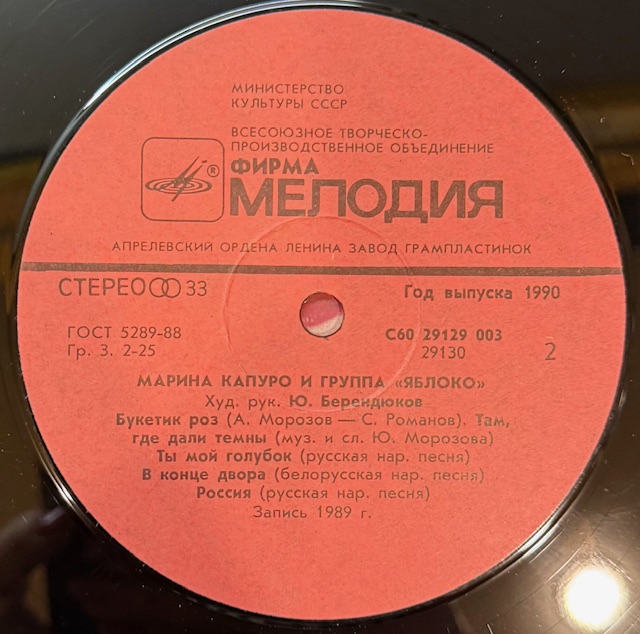 МИНИСТЕРСТВО
КУЛЬТУРЫ СССР
ВСЕСОЮЗНОЕ ТВОРЧЕСКО-
ПРОИЗВОДСТВЕННОЕ ОБЪЕДИНЕНИЕ
ФИРМА
®
МЕЛОДИЯ
АПРЕЛЕВСКИЙ ОРДЕНА ЛЕНИНА ЗАВОД ГРАМПЛАСТИНОК
СТЕРЕО 33
Год выпуска 1990
ГОСТ 5289-88
Гр. 3. 2-25
С60 29129 003
29130
2
МАРИНА КАПУРО И ГРУППА «ЯБЛОКО»
Худ. рук. Ю. Берендюков
Букетик роз (А. Морозов — С. Романов). Там,
где дали темны (муз. и сл. Ю. Морозова)
Ты мой голубок (русская нар. песня)
В конце двора (белорусская нар. песня)
Россия (русская нар. песня)
Запись 1989 г.